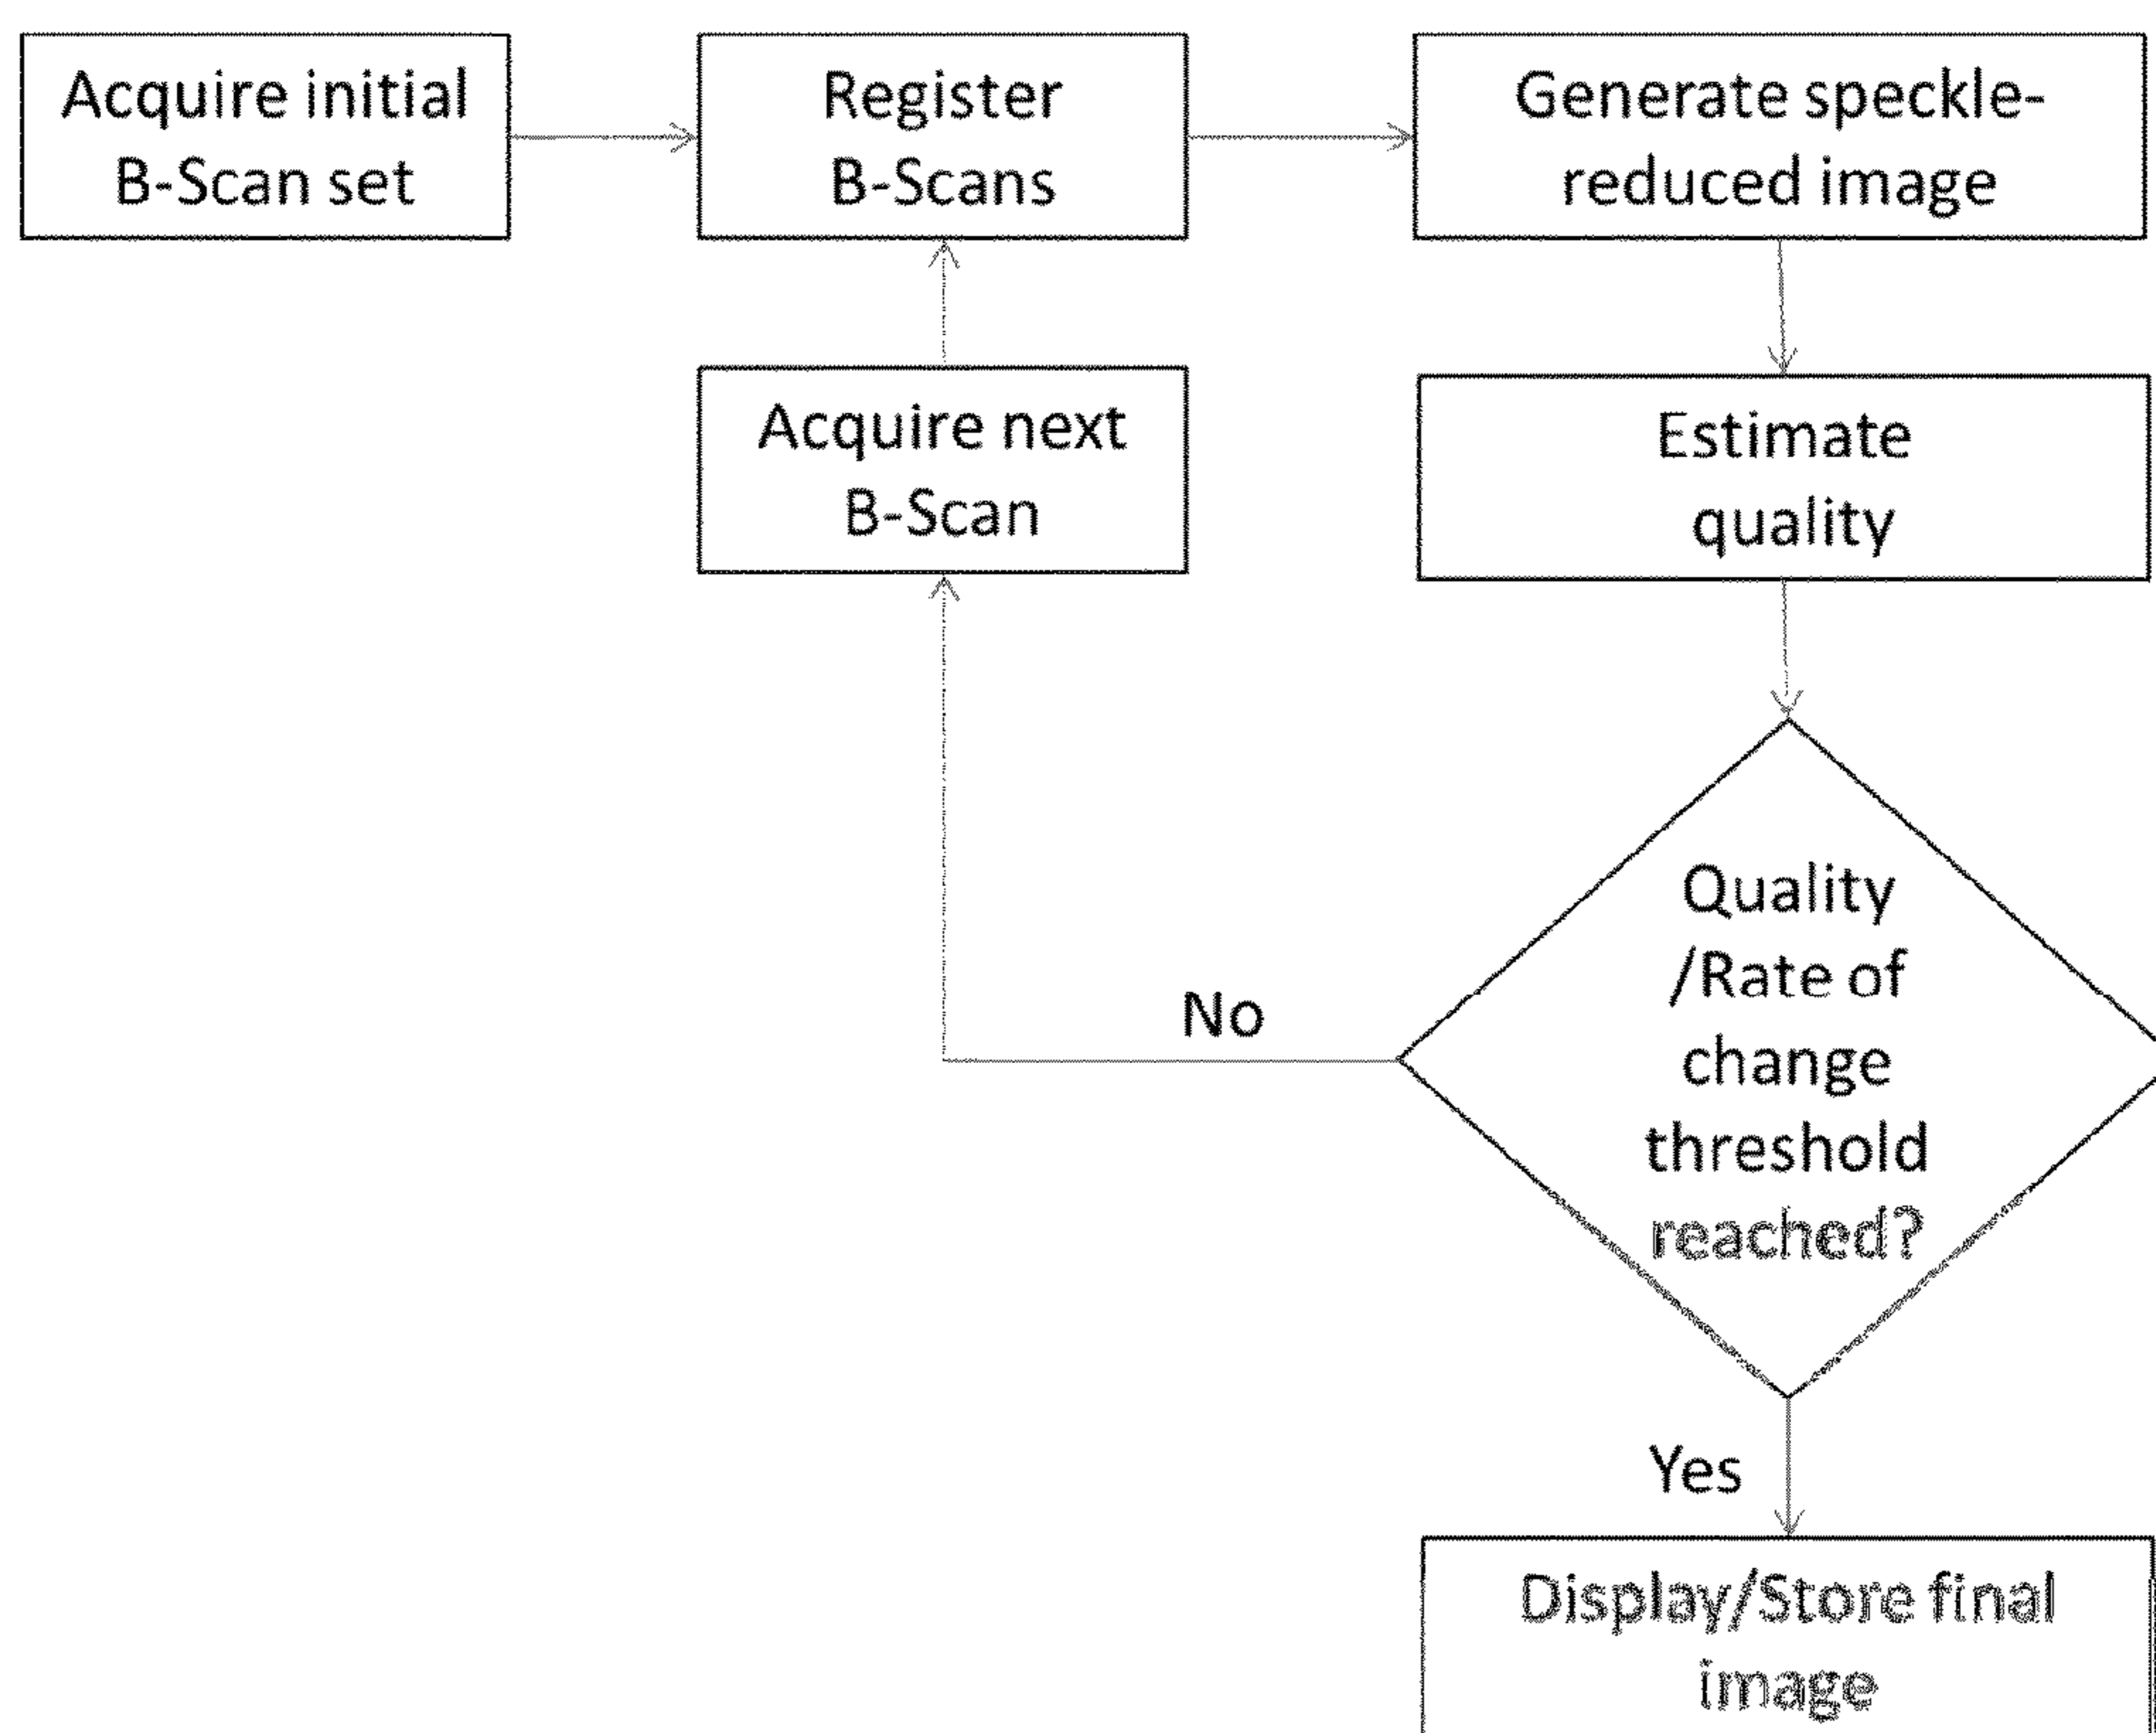 Acquire initial
B-Scan set
Register
B-Scans
Generate speckle-
reduced image
Acquire next
B-Scan
Estimate
quality
Quality
/Rate of
change
threshold
reached?
No
Yes
Display/Store final
image